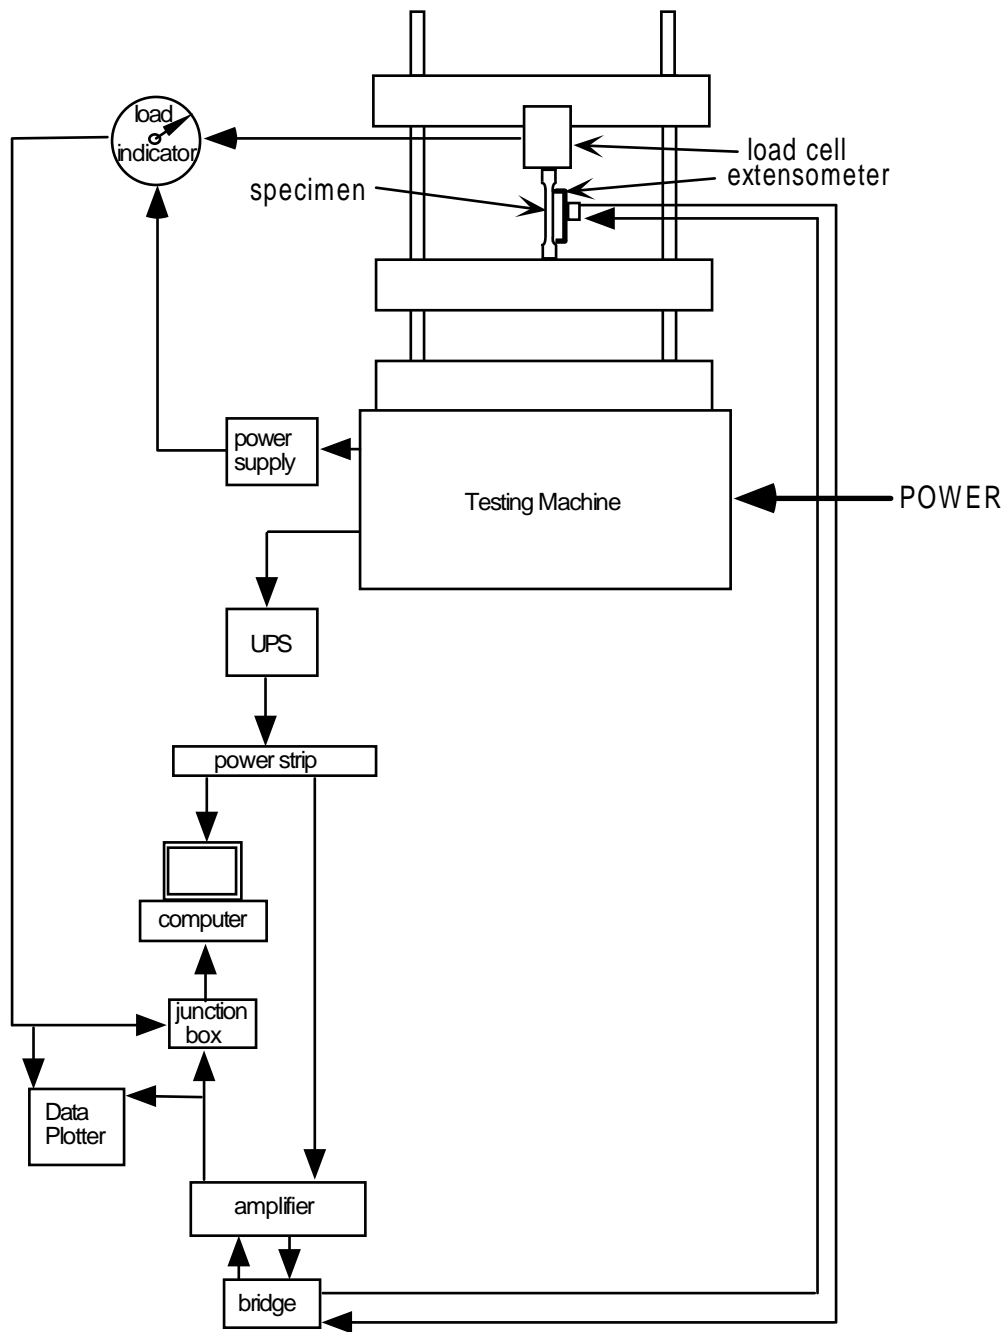 load
indicator
load cell
extensometer
specimen
power
supply
Testing Machine
POWER
UPS
power strip
computer
junction
box
Data
Plotter
amplifier
bridge